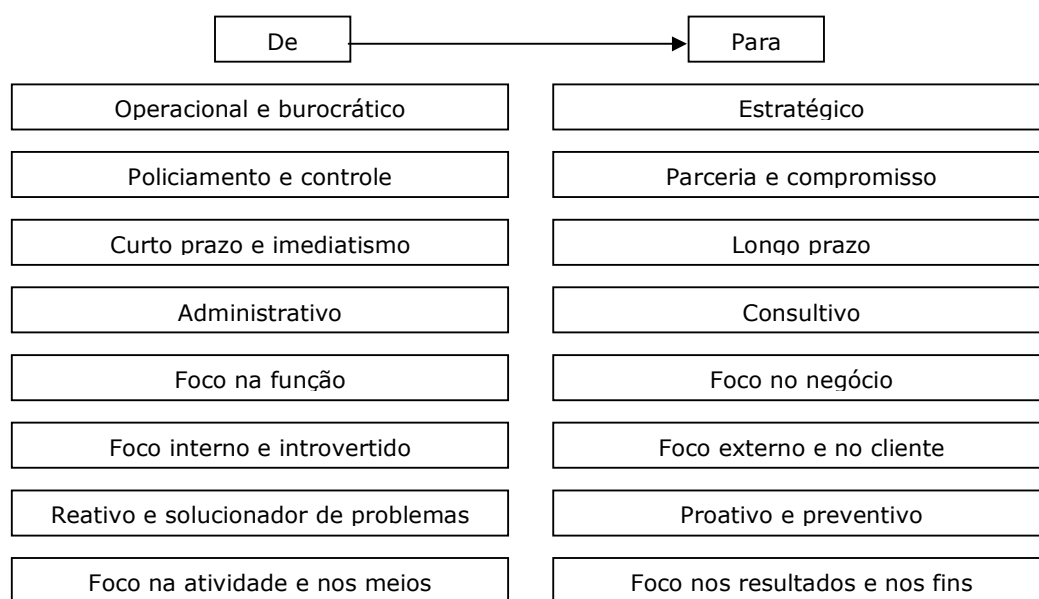 De Para
Operacional e burocrático Estratégico
Policiamento e controle Parceria e compromisso
Curto prazo e imediatismo Longo prazo
Administrativo Consultivo
Foco na função Foco no negócio
Foco interno e introvertido Foco externo e no cliente
Reativo e solucionador de problemas Proativo e preventivo
Foco na atividade e nos meios Foco nos resultados e nos fins